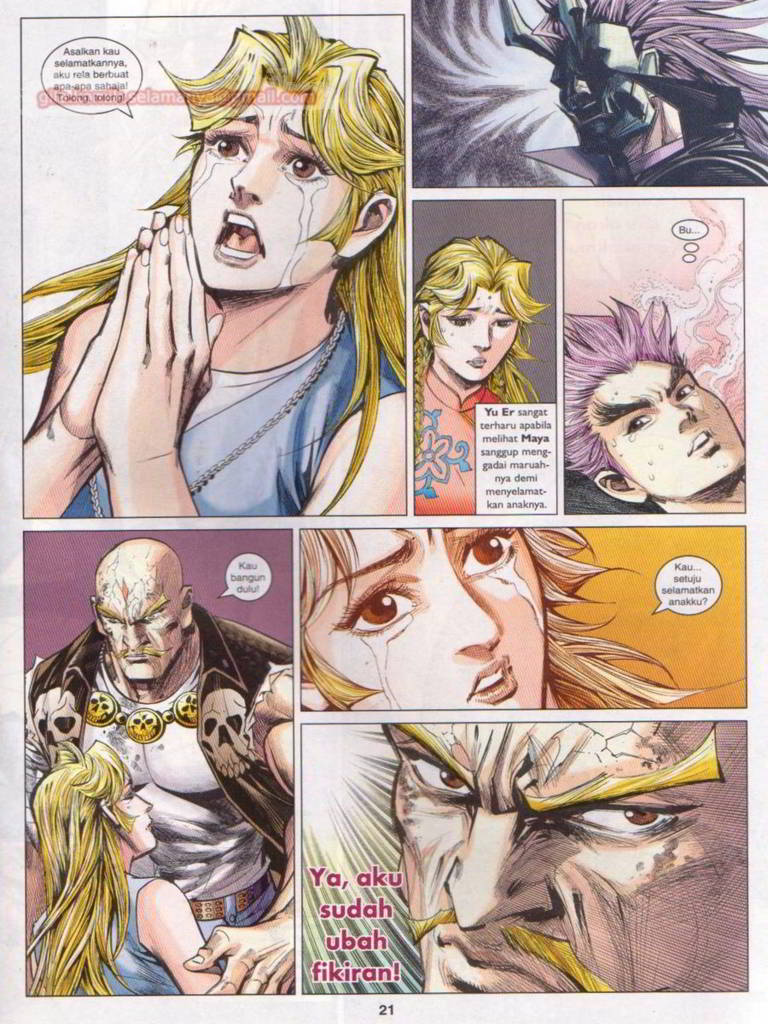 Asalkan kau
selamatkannya,
aku rela berbuat
apa-apa sahaja!
Tolong, tolong!
Bu...
Yu Er sangat
terharu apabila
melihat Maya
sanggup meng-
gadai maruah-
nya demi
menyelamat-
kan anaknya.
Kau
bangun
dulu!
Kau...
setuju
selamatkan
anakku?
Ya, aku
sudah
ubah
fikiran!
21